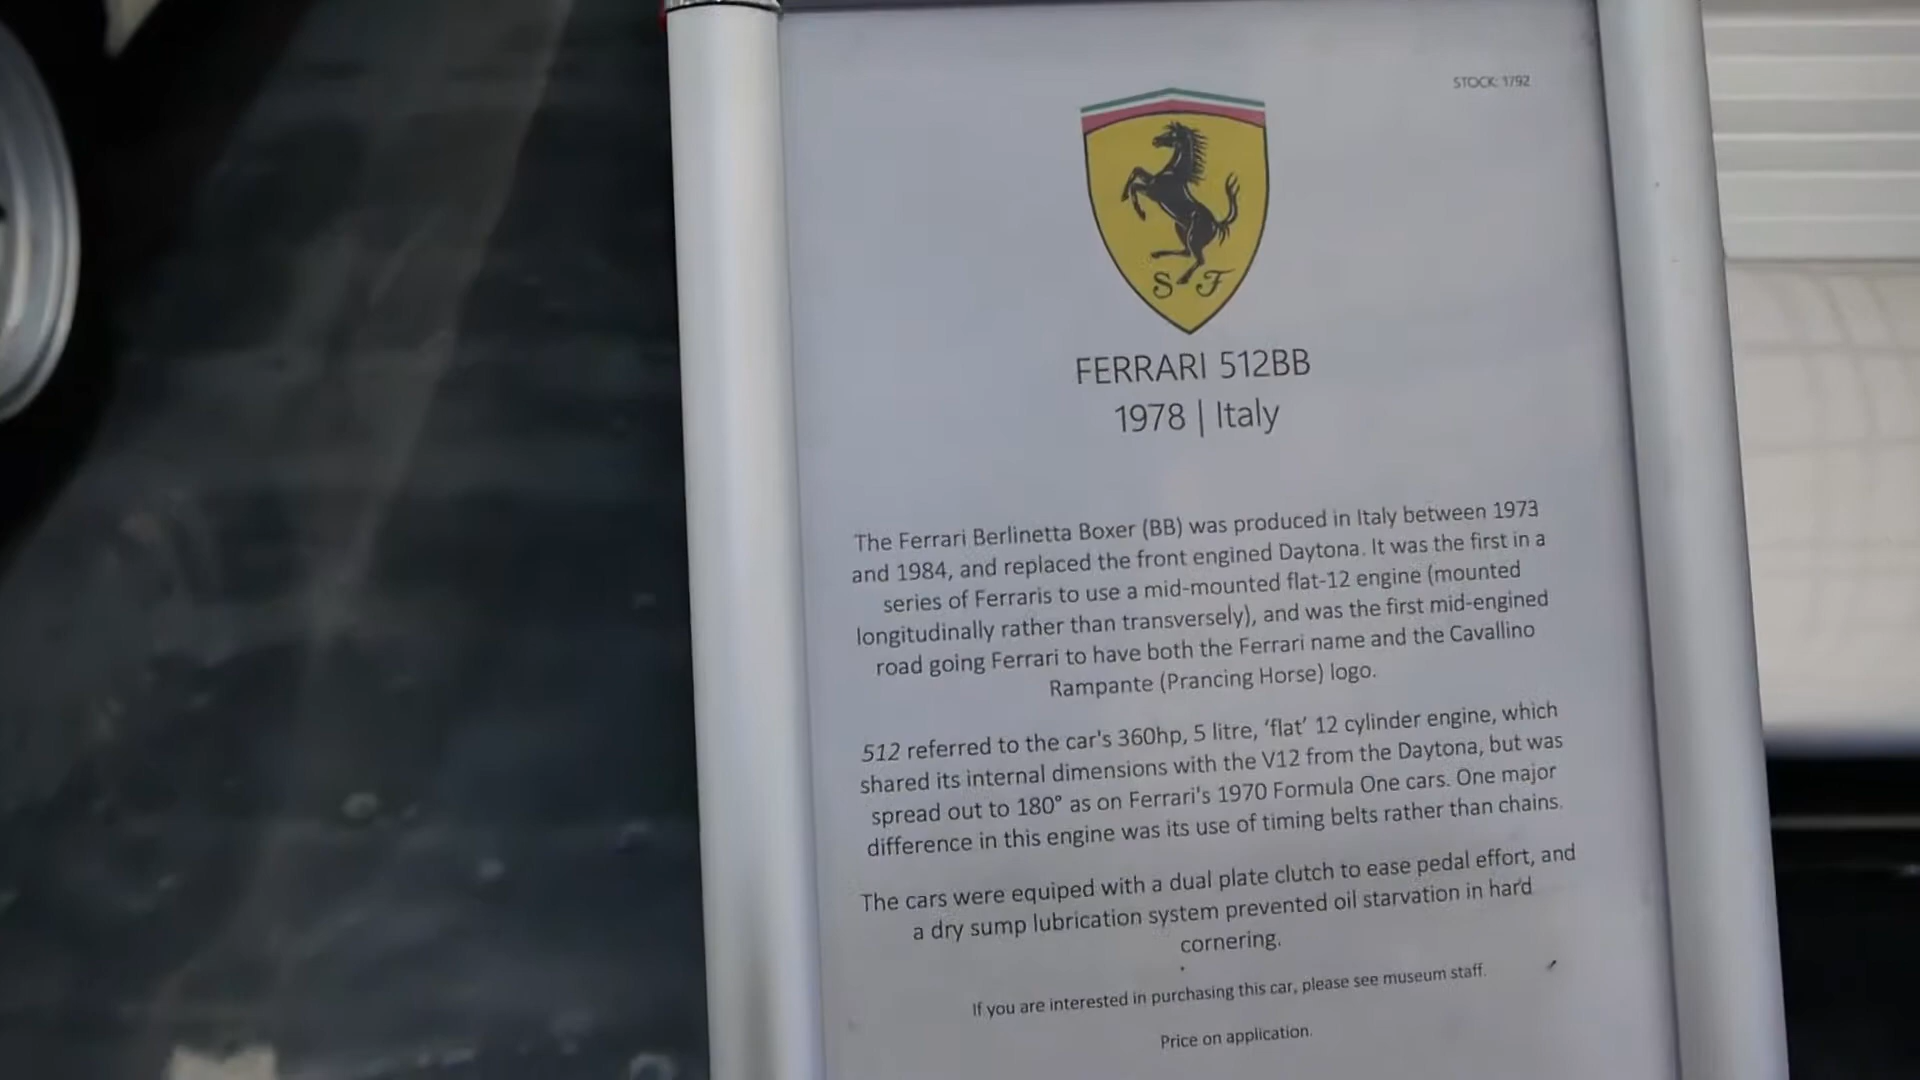 STOCK: 1792
S F
FERRARI 512BB
1978 | Italy
The Ferrari Berlinetta Boxer (BB) was produced in Italy between 1973
and 1984, and replaced the front engined Daytona. It was the first in a
series of Ferraris to use a mid-mounted flat-12 engine (mounted
longitudinally rather than transversely), and was the first mid-engined
road going Ferrari to have both the Ferrari name and the Cavallino
Rampante (Prancing Horse) logo.
512 referred to the car's 360hp, 5 litre, ‘flat’ 12 cylinder engine, which
shared its internal dimensions with the V12 from the Daytona, but was
spread out to 180° as on Ferrari's 1970 Formula One cars. One major
difference in this engine was its use of timing belts rather than chains.
The cars were equiped with a dual plate clutch to ease pedal effort, and
a dry sump lubrication system prevented oil starvation in hard
cornering.
If you are interested in purchasing this car, please see museum staff.
Price on application.